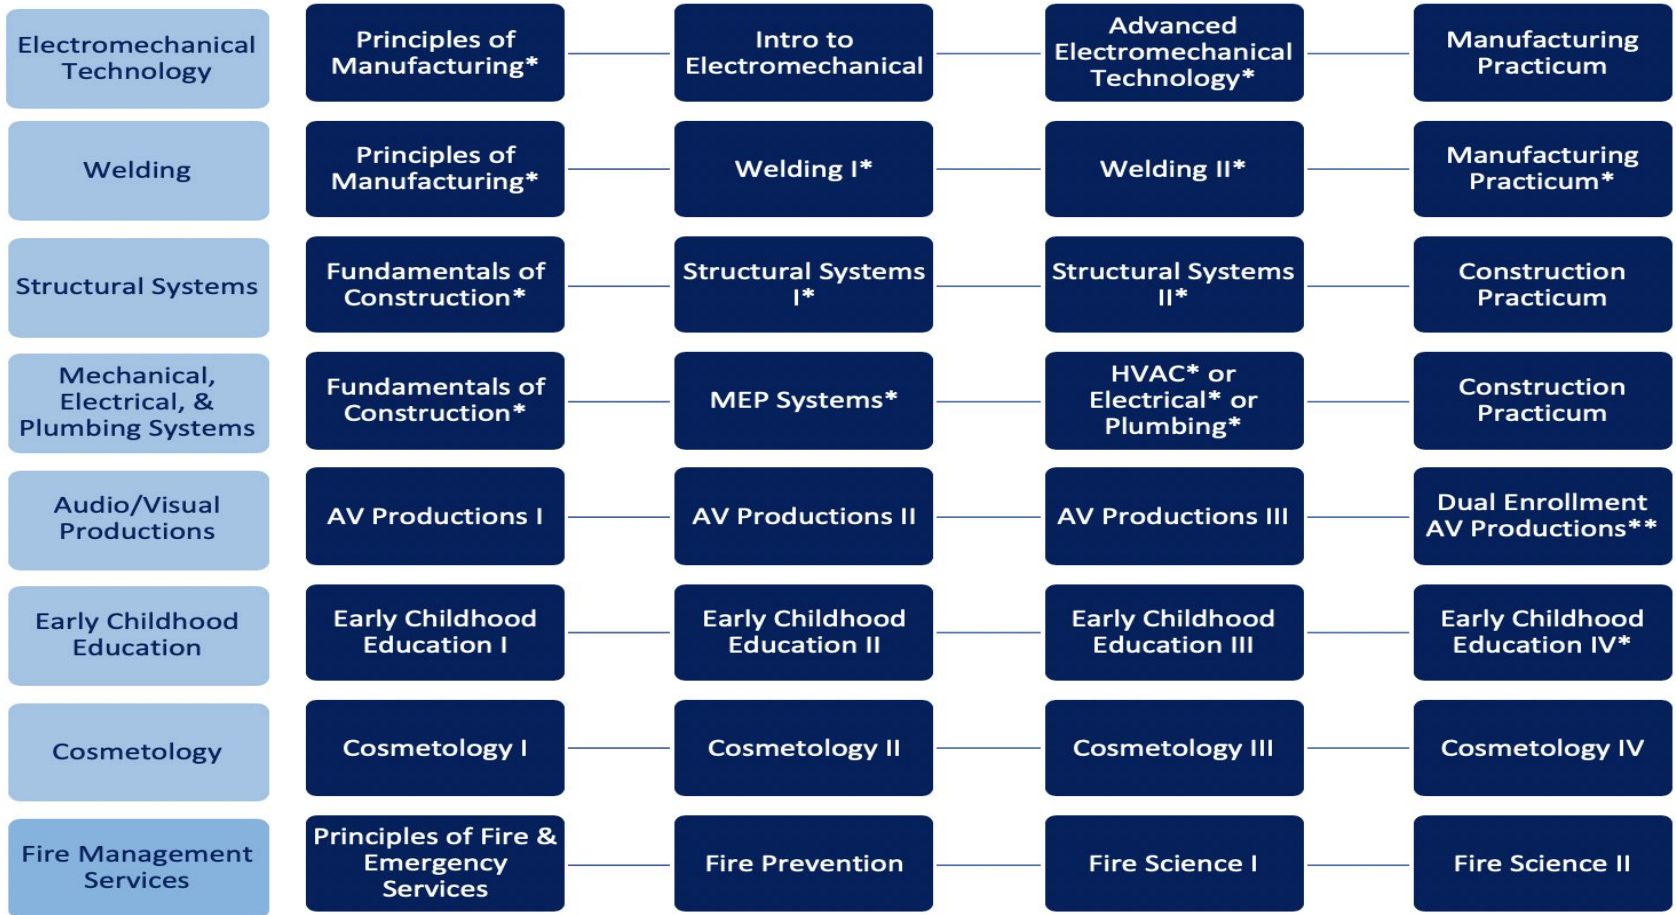 Electromechanical
Technology
Principles of
Manufacturing*
Intro to
Electromechanical
Advanced
Electromechanical
Technology*
Manufacturing
Practicum
Welding
Principles of
Manufacturing*
Welding I*
Welding II*
Manufacturing
Practicum*
Structural Systems
Fundamentals of
Construction*
Structural Systems
I*
Structural Systems
II*
Construction
Practicum
Mechanical,
Electrical, &
Plumbing Systems
Fundamentals of
Construction*
MEP Systems*
HVAC* or
Electrical* or
Plumbing*
Construction
Practicum
Audio/Visual
Productions
AV Productions I
AV Productions II
AV Productions III
Dual Enrollment
AV Productions**
Early Childhood
Education
Early Childhood
Education I
Early Childhood
Education II
Early Childhood
Education III
Early Childhood
Education IV*
Cosmetology
Cosmetology I
Cosmetology II
Cosmetology III
Cosmetology IV
Fire Management
Services
Principles of Fire &
Emergency
Services
Fire Prevention
Fire Science I
Fire Science II